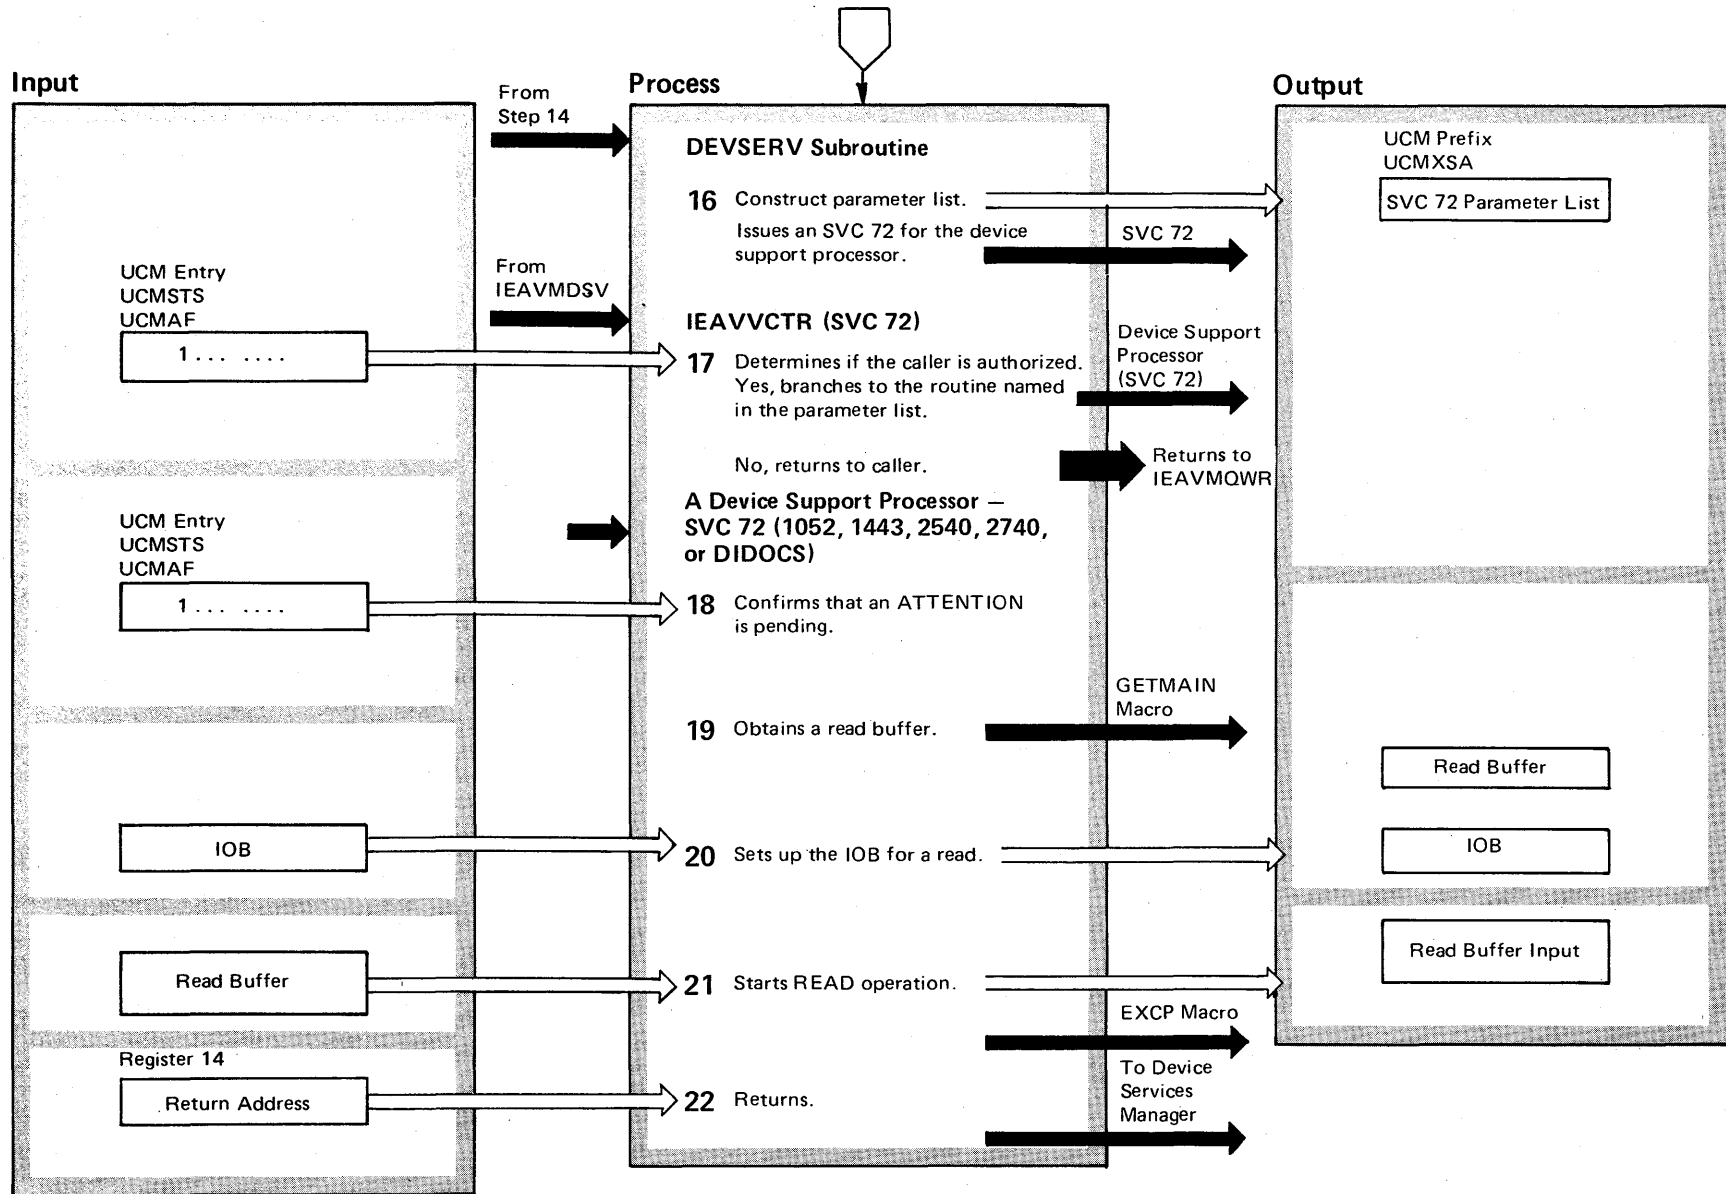 Input
UCM Entry
UCMSTS
UCMAF
1 . . . . . . .
UCM Entry
UCMSTS
UCMAF
1 . . . . . . .
IOB
Read Buffer
Register 14
Return Address
From
Step 14
From
IEAVMDSV
Process
DEVSERV Subroutine
16 Construct parameter list.
Issues an SVC 72 for the device
support processor.
IEAVVCTR (SVC 72)
17 Determines if the caller is authorized.
Yes, branches to the routine named
in the parameter list.
No, returns to caller.
A Device Support Processor —
SVC 72 (1052, 1443, 2540, 2740,
or DIDOCS)
18 Confirms that an ATTENTION
is pending.
19 Obtains a read buffer.
20 Sets up the IOB for a read.
21 Starts READ operation.
22 Returns.
SVC 72
Device Support
Processor
(SVC 72)
Returns to
IEAVMQWR
GETMAIN
Macro
EXCP Macro
To Device
Services
Manager
Output
UCM Prefix
UCMXSA
SVC 72 Parameter List
Read Buffer
IOB
Read Buffer Input